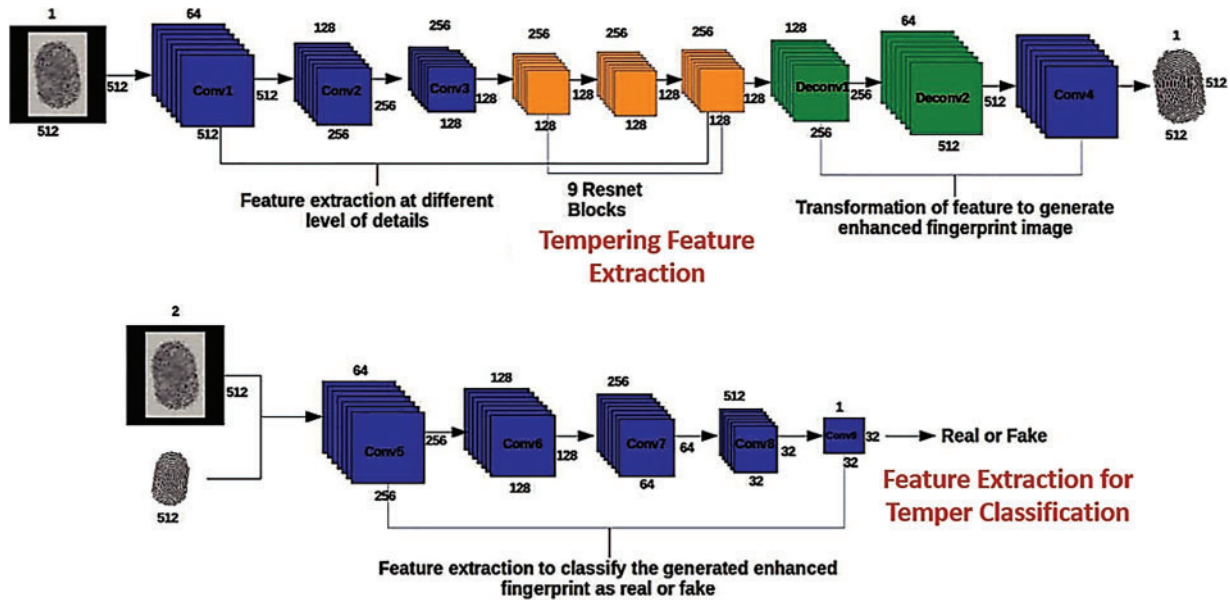 1
64
128
256
256
256
256
128
64
1
512
512
Conv1
512
512
Conv2
256
256
Conv3
128
128
128
128
128
128
128
128
Deconv1
256
256
Deconv2
512
512
Conv4
512
512
Feature extraction at different
level of details
9 Resnet
Blocks
Transformation of feature to generate
enhanced fingerprint image
Tempering Feature
Extraction
2
512
512
64
128
256
512
1
Conv5
256
256
Conv6
128
128
Conv7
64
64
Conv8
32
32
32
32
Real or Fake
Feature Extraction for
Temper Classification
Feature extraction to classify the generated enhanced
fingerprint as real or fake